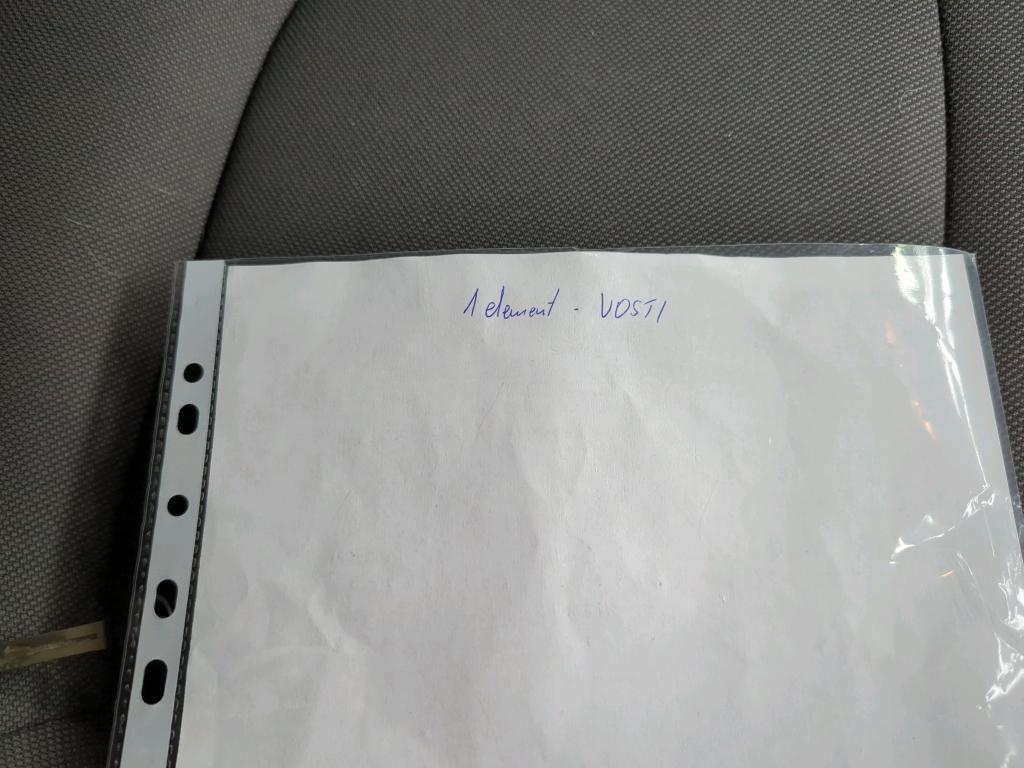 1 element - VOSTI